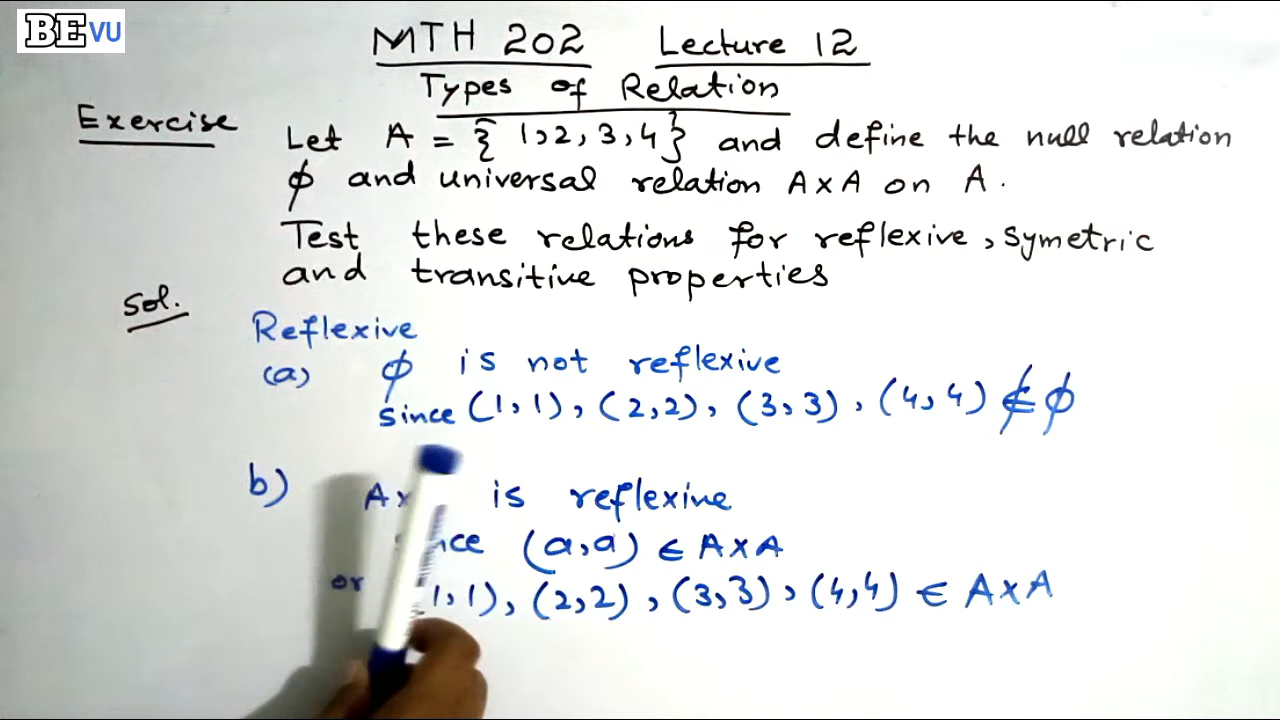 BEVU
MTH 202 Lecture 12
Types of Relation
Exercise
Let A = { 1,2,3,4} and define the null relation
ϕ and universal relation A×A on A.
Test these relations for reflexive, Symetric
and transitive properties
Sol.
Reflexive
(a) ϕ is not reflexive
since (1,1), (2,2), (3,3), (4,4) ∉ ϕ
b) is reflexive
(a,a) ∈ A×A
or 1,1), (2,2), (3,3), (4,4) ∈ A×A